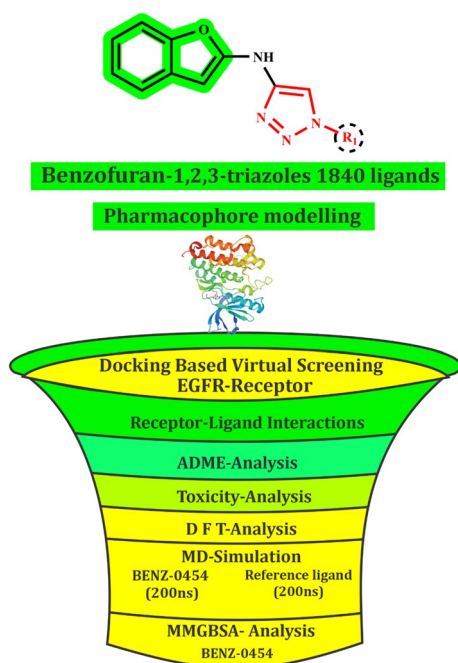 O
NH
N
N
N
R1
Benzofuran-1,2,3-triazoles 1840 ligands
Pharmacophore modelling
Docking Based Virtual Screening
EGFR-Receptor
Receptor-Ligand Interactions
ADME-Analysis
Toxicity-Analysis
D F T-Analysis
MD-Simulation
BENZ-0454 Reference ligand
(200ns) (200ns)
MMGBSA- Analysis
BENZ-0454